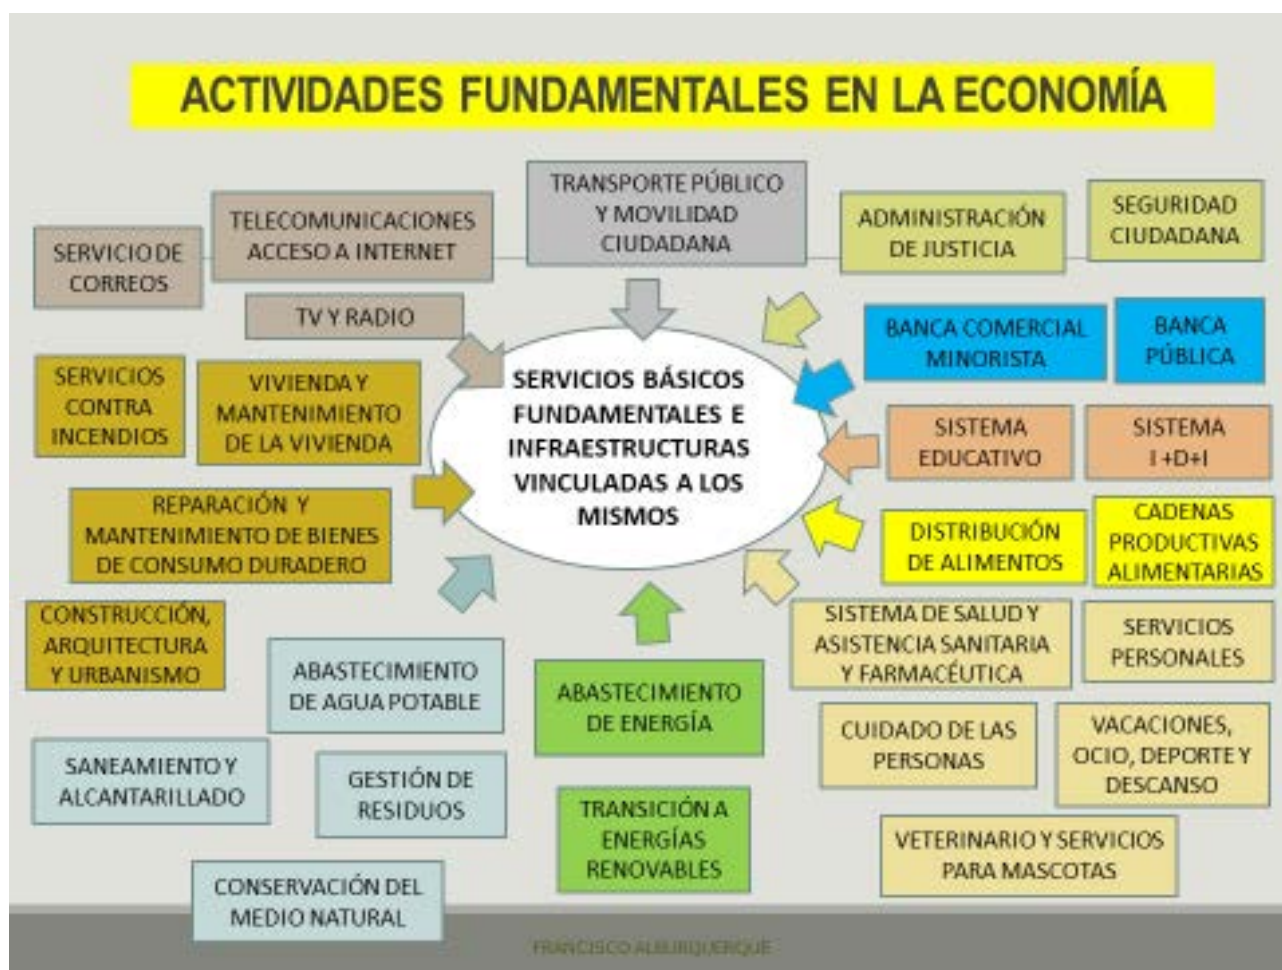 ACTIVIDADES FUNDAMENTALES EN LA ECONOMÍA
SERVICIO DE
CORREOS
TELECOMUNICACIONES
ACCESO A INTERNET
TRANSPORTE PÚBLICO
Y MOVILIDAD
CIUDADANA
ADMINISTRACIÓN
DE JUSTICIA
SEGURIDAD
CIUDADANA
TV Y RADIO
BANCA COMERCIAL
MINORISTA
BANCA
PÚBLICA
SERVICIOS
CONTRA
INCENDIOS
VIVIENDA Y
MANTENIMIENTO
DE LA VIVIENDA
SERVICIOS BÁSICOS
FUNDAMENTALES E
INFRAESTRUCTURAS
VINCULADAS A LOS
MISMOS
SISTEMA
EDUCATIVO
SISTEMA
I +D+I
REPARACIÓN Y
MANTENIMIENTO DE BIENES
DE CONSUMO DURADERO
DISTRIBUCIÓN
DE ALIMENTOS
CADENAS
PRODUCTIVAS
ALIMENTARIAS
CONSTRUCCIÓN,
ARQUITECTURA
Y URBANISMO
ABASTECIMIENTO
DE AGUA POTABLE
ABASTECIMIENTO
DE ENERGÍA
SISTEMA DE SALUD Y
ASISTENCIA SANITARIA
Y FARMACÉUTICA
SERVICIOS
PERSONALES
SANEAMIENTO Y
ALCANTARILLADO
GESTIÓN DE
RESIDUOS
TRANSICIÓN A
ENERGÍAS
RENOVABLES
CUIDADO DE LAS
PERSONAS
VACACIONES,
OCIO, DEPORTE Y
DESCANSO
VETERINARIO Y SERVICIOS
PARA MASCOTAS
CONSERVACIÓN DEL
MEDIO NATURAL
FRANCISCO ALBURQUERQUE